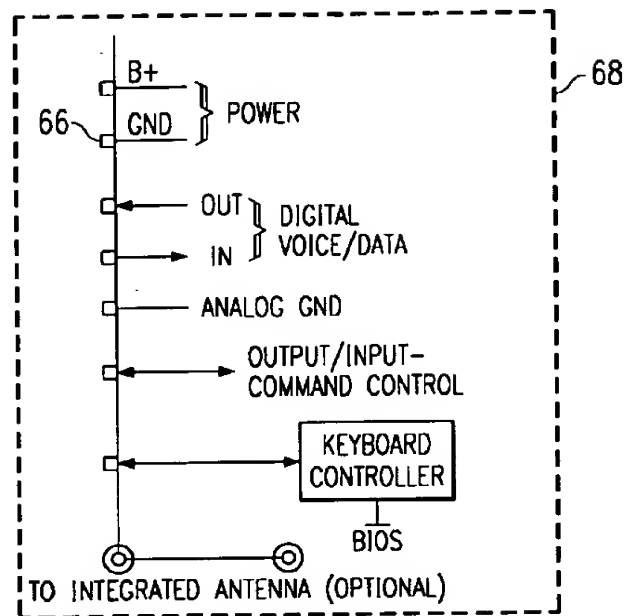 B+
68
66
GND
POWER
OUT
DIGITAL
VOICE/DATA
IN
ANALOG GND
OUTPUT/INPUT-
COMMAND CONTROL
KEYBOARD
CONTROLLER
BIOS
TO INTEGRATED ANTENNA (OPTIONAL)